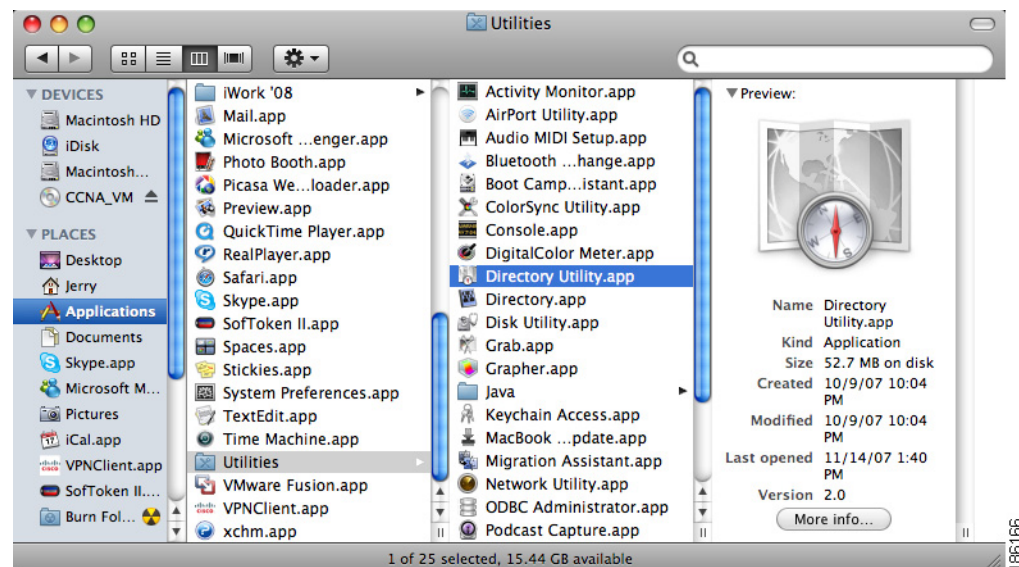 Utilities
DEVICES
Macintosh HD
iDisk
Macintosh...
CCNA_VM
PLACES
Desktop
Jerry
Applications
Documents
Skype.app
Microsoft M...
Pictures
iCal.app
VPNClient.app
SofToken II....
Burn Fol...
iWork '08
Mail.app
Microsoft ...enger.app
Photo Booth.app
Picasa We...loader.app
Preview.app
QuickTime Player.app
RealPlayer.app
Safari.app
Skype.app
SofToken II.app
Spaces.app
Stickies.app
System Preferences.app
TextEdit.app
Time Machine.app
Utilities
VMware Fusion.app
VPNClient.app
xchm.app
Activity Monitor.app
AirPort Utility.app
Audio MIDI Setup.app
Bluetooth ...hange.app
Boot Camp...istant.app
ColorSync Utility.app
Console.app
DigitalColor Meter.app
Directory Utility.app
Directory.app
Disk Utility.app
Grab.app
Grapher.app
Java
Keychain Access.app
MacBook ...pdate.app
Migration Assistant.app
Network Utility.app
ODBC Administrator.app
Podcast Capture.app
Preview:
Name Directory
Utility.app
Kind Application
Size 52.7 MB on disk
Created 10/9/07 10:04
PM
Modified 10/9/07 10:04
PM
Last opened 11/14/07 1:40
PM
Version 2.0
More info...
1 of 25 selected, 15.44 GB available
186166